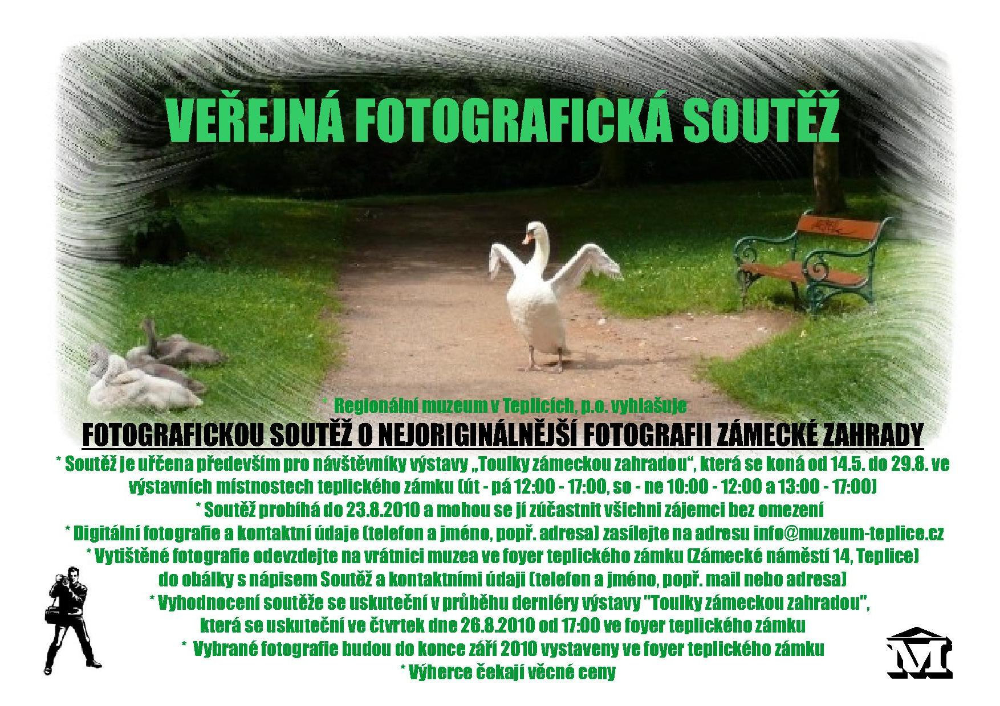 VEŘEJNÁ FOTOGRAFICKÁ SOUTĚŽ
* Regionální muzeum v Teplicích, p.o. vyhlašuje
FOTOGRAFICKOU SOUTĚŽ O NEJORIGINÁLNĚJŠÍ FOTOGRAFII ZÁMECKÉ ZAHRADY
* Soutěž je uřčena především pro návštěvníky výstavy „Toulky zámeckou zahradou“, která se koná od 14.5. do 29.8. ve
výstavních místnostech teplického zámku (út - pá 12:00 - 17:00, so - ne 10:00 - 12:00 a 13:00 - 17:00)
* Soutěž probíhá do 23.8.2010 a mohou se jí zúčastnit všichni zájemci bez omezení
* Digitální fotografie a kontaktní údaje (telefon a jméno, popř. adresa) zasílejte na adresu info@muzeum-teplice.cz
* Vytištěné fotografie odevzdejte na vrátnici muzea ve foyer teplického zámku (Zámecké náměstí 14, Teplice)
do obálky s nápisem Soutěž a kontaktními údaji (telefon a jméno, popř. mail nebo adresa)
* Vyhodnocení soutěže se uskuteční v průběhu derniéry výstavy "Toulky zámeckou zahradou",
která se uskuteční ve čtvrtek dne 26.8.2010 od 17:00 ve foyer teplického zámku
* Vybrané fotografie budou do konce září 2010 vystaveny ve foyer teplického zámku
* Výherce čekají věcné ceny
M